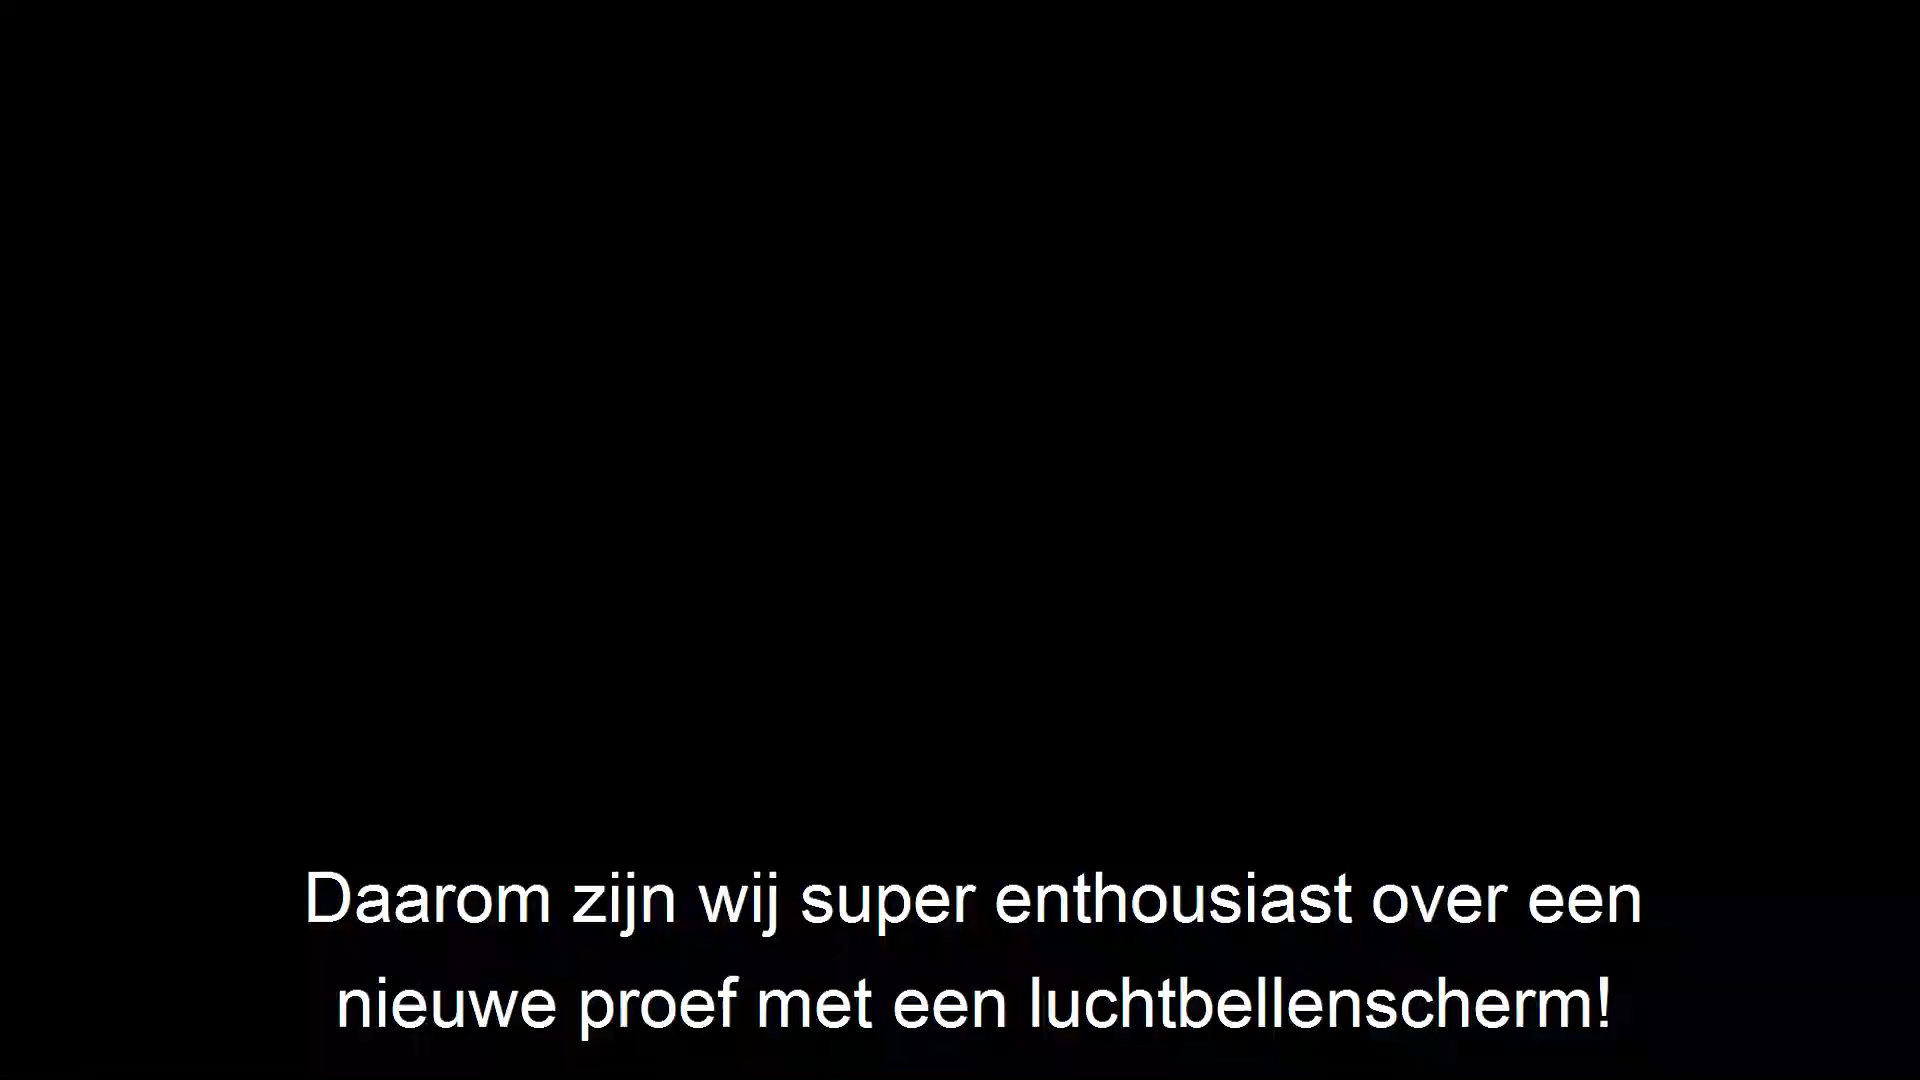 Daarom zijn wij super enthousiast over een
nieuwe proef met een luchtbellenscherm!